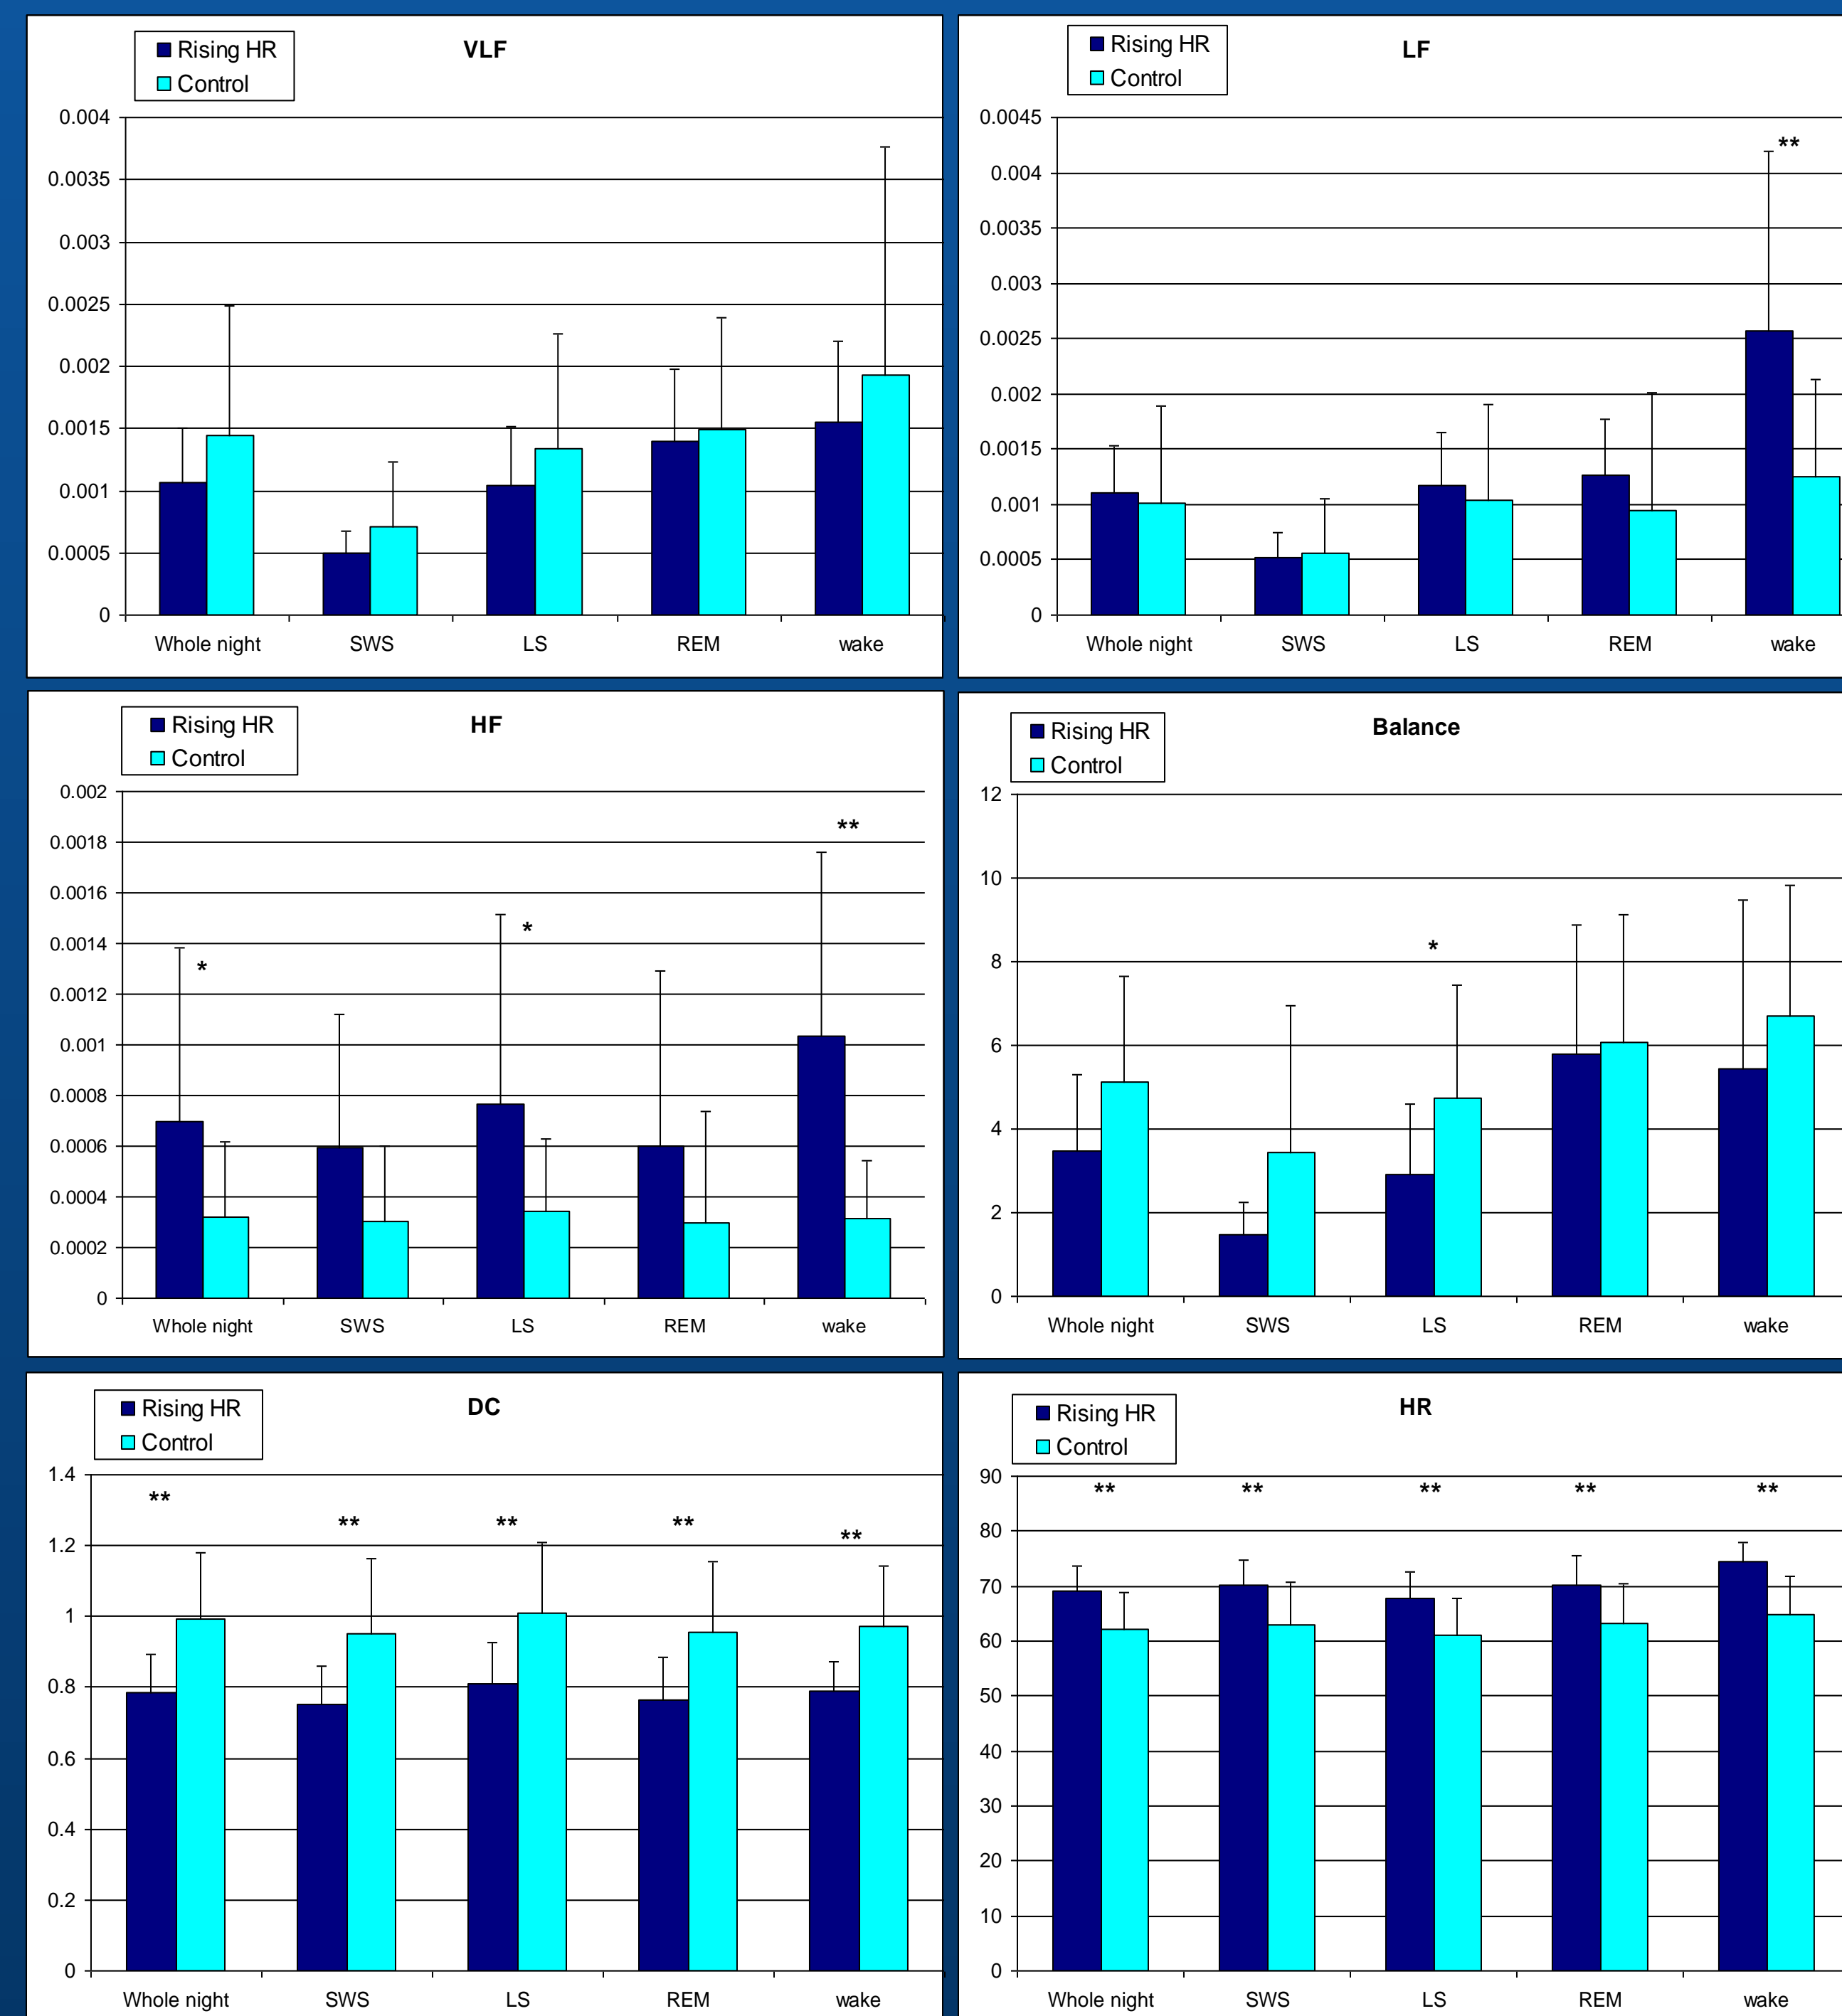 Rising HR
Control
VLF
0.004
0.0035
0.003
0.0025
0.002
0.0015
0.001
0.0005
0
Whole night SWS LS REM wake
Rising HR
Control
LF
0.0045
0.004
0.0035
0.003
0.0025
0.002
0.0015
0.001
0.0005
0
**
Whole night SWS LS REM wake
Rising HR
Control
HF
0.002
0.0018
0.0016
0.0014
0.0012
0.001
0.0008
0.0006
0.0004
0.0002
0
* * **
Whole night SWS LS REM wake
Rising HR
Control
Balance
12
10
8
6
4
2
0
*
Whole night SWS LS REM wake
Rising HR
Control
DC
1.4
1.2
1
0.8
0.6
0.4
0.2
0
** ** ** ** **
Whole night SWS LS REM wake
Rising HR
Control
HR
90
80
70
60
50
40
30
20
10
0
** ** ** ** **
Whole night SWS LS REM wake